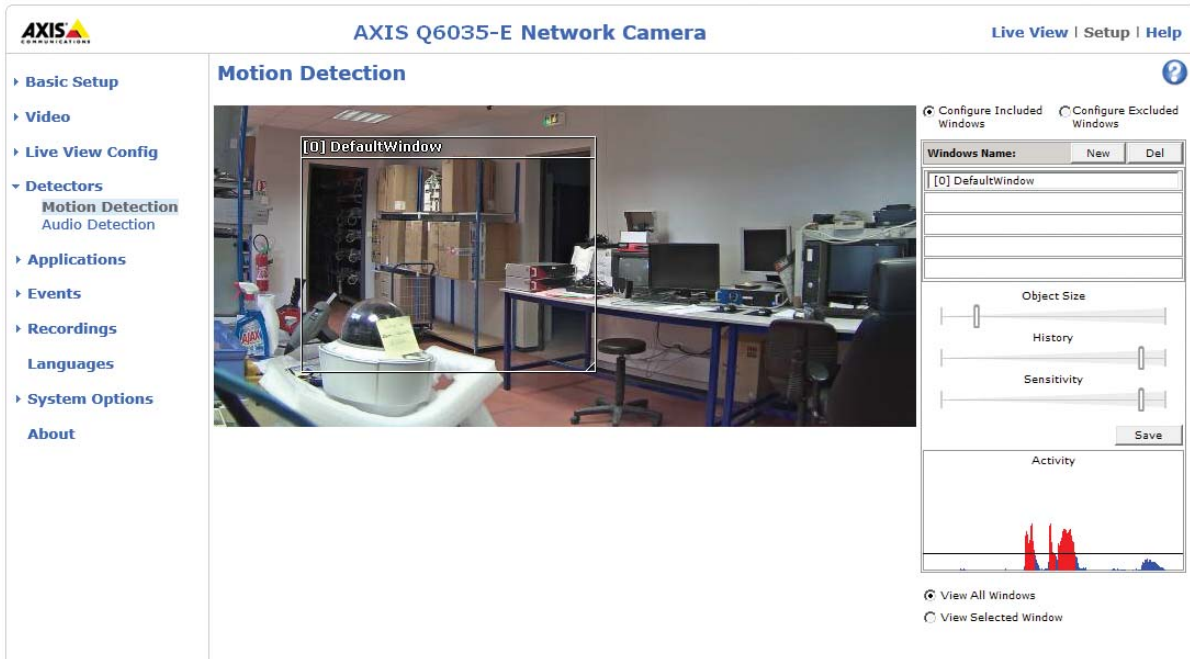 AXIS
COMMUNICATIONS
AXIS Q6035-E Network Camera
Live View | Setup | Help
Basic Setup
Video
Live View Config
Detectors
Motion Detection
Audio Detection
Applications
Events
Recordings
Languages
System Options
About
Motion Detection
?
[0] DefaultWindow
AJAX
Configure Included Windows
Configure Excluded Windows
Windows Name:
New
Del
[0] DefaultWindow
Object Size
History
Sensitivity
Save
Activity
View All Windows
View Selected Window